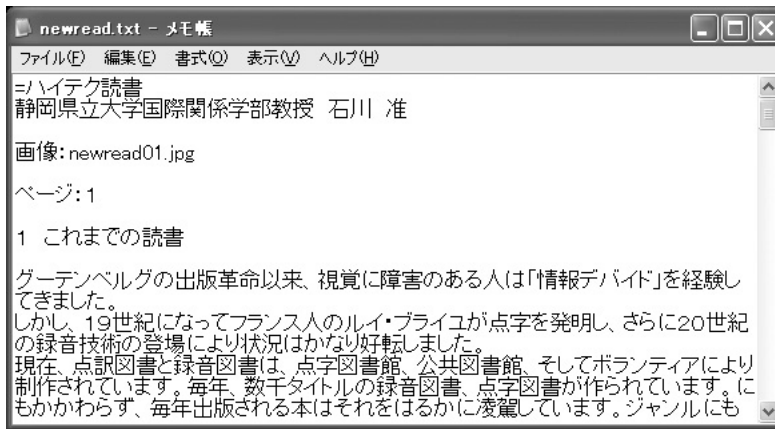 newread.txt - メモ帳
ファイル(F) 編集(E) 書式(O) 表示(V) ヘルプ(H)
=ハイテク読書
静岡県立大学国際関係学部教授 石川 准
画像:newread01.jpg
ページ:1
1 これまでの読書
グーテンベルグの出版革命以来、視覚に障害のある人は「情報デバイド」を経験し
てきました。
しかし、19世紀になってフランス人のルイ・ブライユが点字を発明し、さらに20世紀
の録音技術の登場により状況はかなり好転しました。
現在、点訳図書と録音図書は、点字図書館、公共図書館、そしてボランティアにより
制作されています。毎年、数千タイトルの録音図書、点字図書が作られています。に
もかかわらず、毎年出版される本はそれをはるかに凌駕しています。ジャンルにも